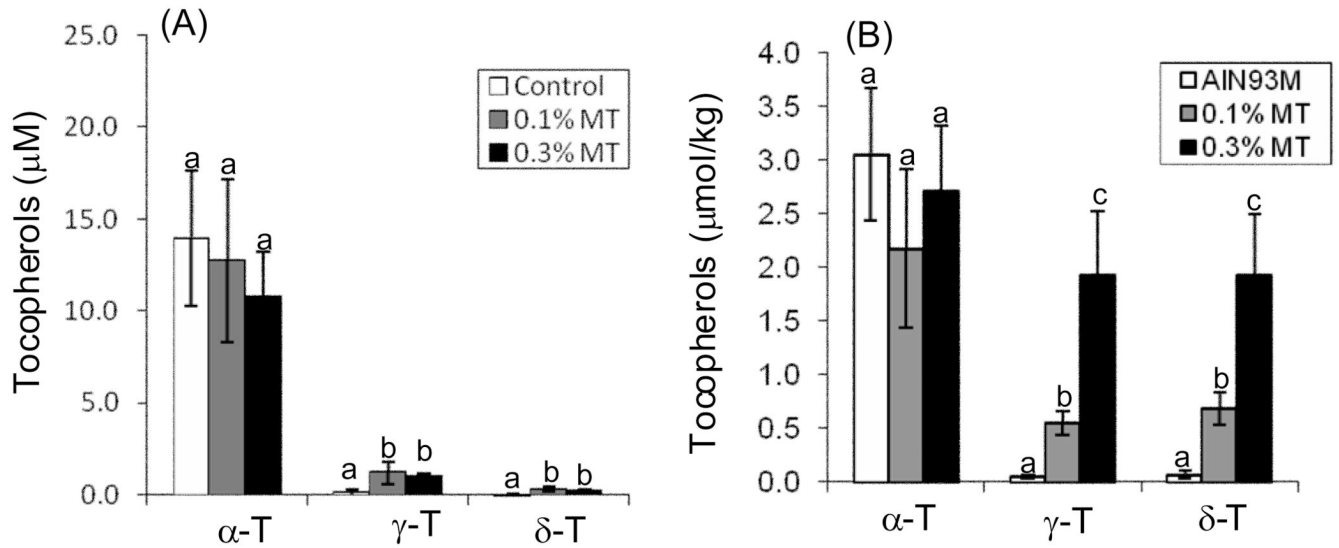 (A)
Tocopherols (μM)
25.0
20.0
15.0
10.0
5.0
0.0
Control
0.1% MT
0.3% MT
a
a
a
a
b
b
a
b
b
α-T
γ-T
δ-T
(B)
Tocopherols (μmol/kg)
4.0
3.5
3.0
2.5
2.0
1.5
1.0
0.5
0.0
AIN93M
0.1% MT
0.3% MT
a
a
a
a
b
c
a
b
c
α-T
γ-T
δ-T